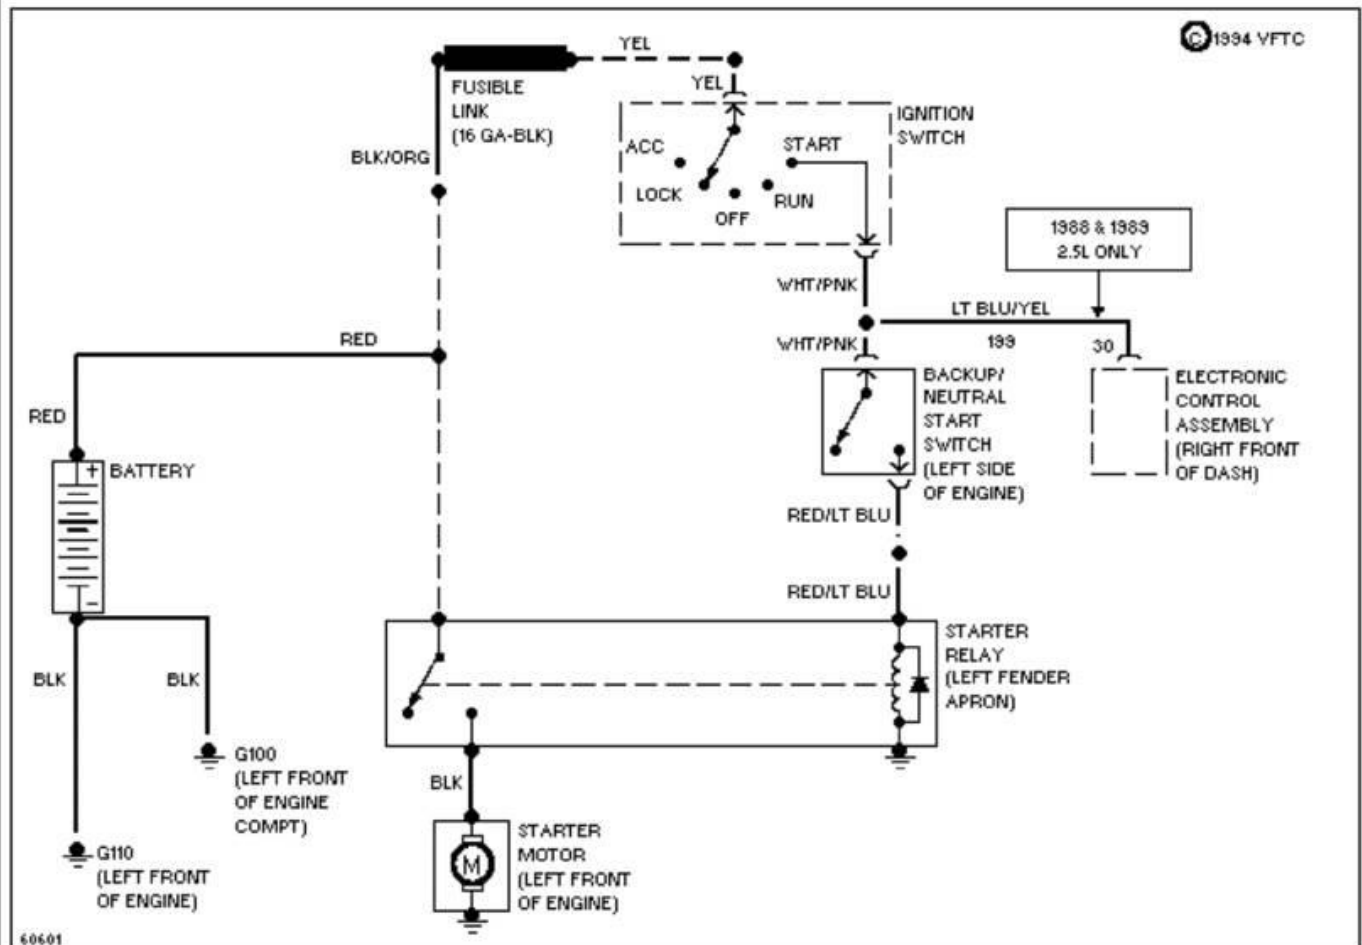 YEL
© 1994 VFTC
YEL
FUSIBLE
LINK
(16 GA-BLK)
IGNITION
SWITCH
BLK/ORG
ACC
START
LOCK
RUN
OFF
1988 & 1989
2.5L ONLY
WHT/PNK
LT BLU/YEL
RED
WHT/PNK
199
30
BACKUP/
NEUTRAL
START
SWITCH
(LEFT SIDE
OF ENGINE)
ELECTRONIC
CONTROL
ASSEMBLY
(RIGHT FRONT
OF DASH)
RED
+
BATTERY
RED/LT BLU
–
RED/LT BLU
STARTER
RELAY
(LEFT FENDER
APRON)
BLK
BLK
G100
(LEFT FRONT
OF ENGINE
COMPT)
BLK
STARTER
MOTOR
(LEFT FRONT
OF ENGINE)
M
G110
(LEFT FRONT
OF ENGINE)
60601